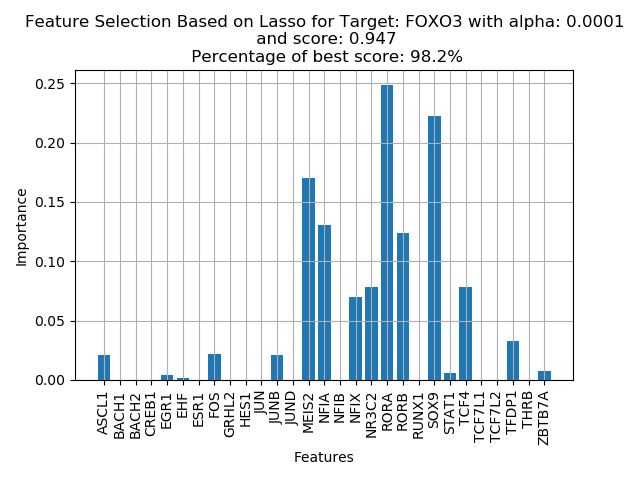 Feature Selection Based on Lasso for Target: FOXO3 with alpha: 0.0001
and score: 0.947
Percentage of best score: 98.2%
Importance
0.25
0.20
0.15
0.10
0.05
0.00
ASCL1
BACH1
BACH2
CREB1
EGR1
EHF
ESR1
FOS
GRHL2
HES1
JUN
JUNB
JUND
MEIS2
NFIA
NFIB
NFIX
NR3C2
RORA
RORB
RUNX1
SOX9
STAT1
TCF4
TCF7L1
TCF7L2
TFDP1
THRB
ZBTB7A
Features